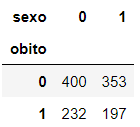 sexo 0 1
obito
0 400 353
1 232 197